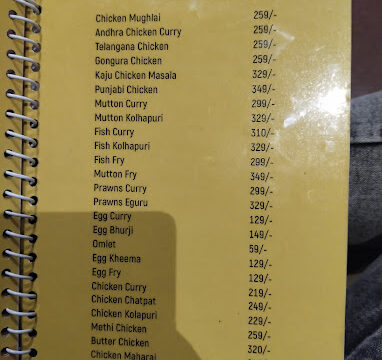 Chicken Mughlai 259/-
Andhra Chicken Curry 259/-
Telangana Chicken 259/-
Gongura Chicken 259/-
Kaju Chicken Masala 329/-
Punjabi Chicken 349/-
Mutton Curry 299/-
Mutton Kolhapuri 329/-
Fish Curry 310/-
Fish Kolhapuri 329/-
Fish Fry 299/-
Mutton Fry 349/-
Prawns Curry 299/-
Prawns Eguru 329/-
Egg Curry 129/-
Egg Bhurji 149/-
Omlet 59/-
Egg Kheema 129/-
Egg Fry 129/-
Chicken Curry 219/-
Chicken Chatpat 249/-
Chicken Kolapuri 229/-
Methi Chicken 259/-
Butter Chicken 320/-
Chicken Maharaj